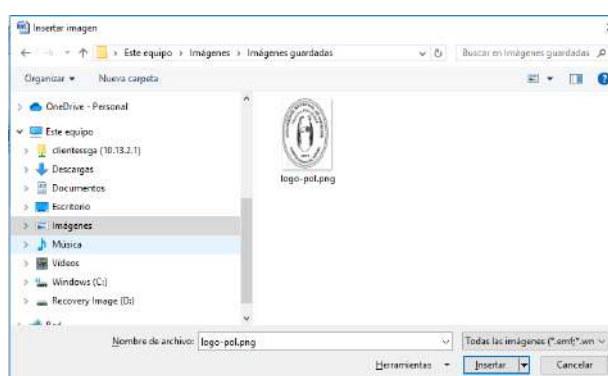 Insertar imagen
Este equipo > Imágenes > Imágenes guardadas
Buscar en Imágenes guardadas
Organizar
Nueva carpeta
OneDrive - Personal
Este equipo
clientessga (10.13.2.1)
Descargas
Documentos
Escritorio
Imágenes
Música
Vídeos
Windows (C:)
Recovery Image (D:)
logo-pol.png
Nombre de archivo: logo-pol.png
Todas las imágenes (*.emf;*.wn
Herramientas
Insertar
Cancelar